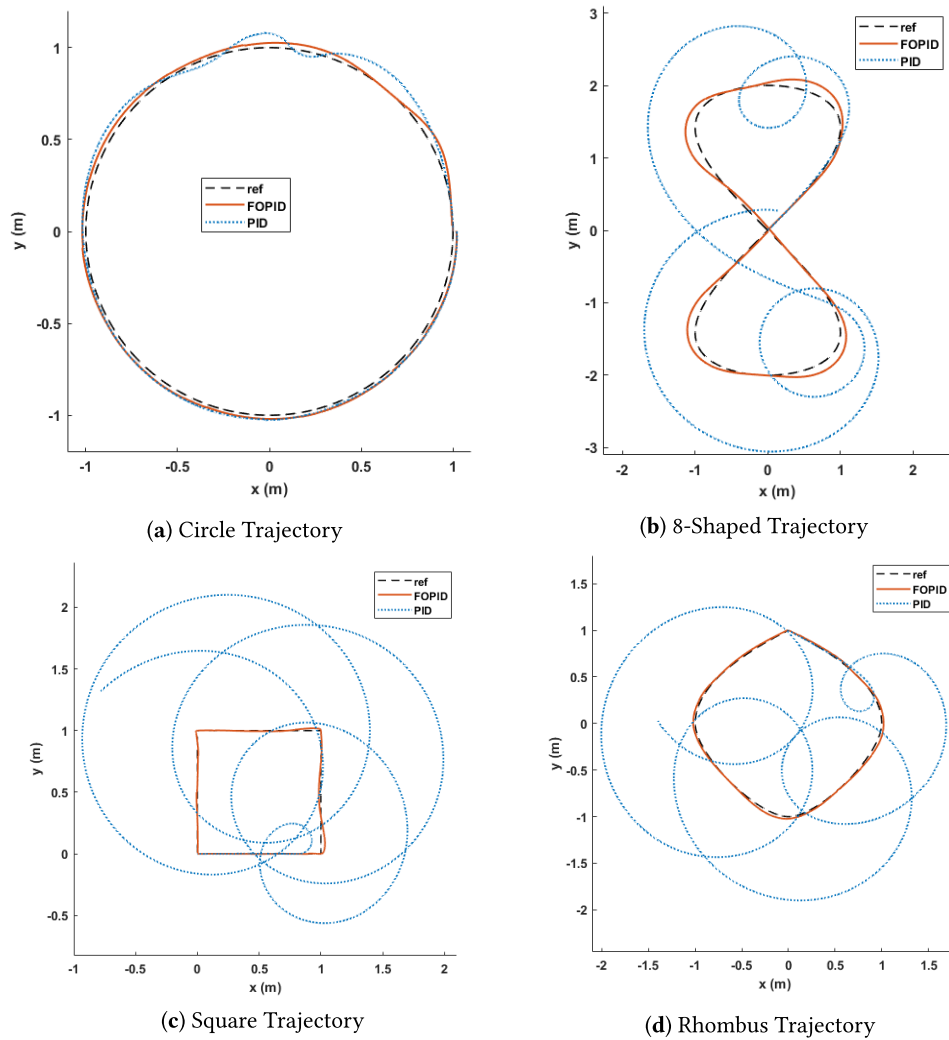 1
0.5
0
-0.5
-1
y (m)
ref
FOPID
PID
-1
-0.5
0
0.5
1
x (m)
(a) Circle Trajectory
3
2
1
0
-1
-2
-3
y (m)
ref
FOPID
PID
-2
-1
0
1
2
x (m)
(b) 8-Shaped Trajectory
2
1.5
1
0.5
0
-0.5
y (m)
ref
FOPID
PID
-1
0
0.5
1
1.5
2
x (m)
(c) Square Trajectory
1.5
1
0.5
0
-0.5
-1
-1.5
-2
y (m)
ref
FOPID
PID
-2
-1.5
-1
-0.5
0
0.5
1
1.5
x (m)
(d) Rhombus Trajectory